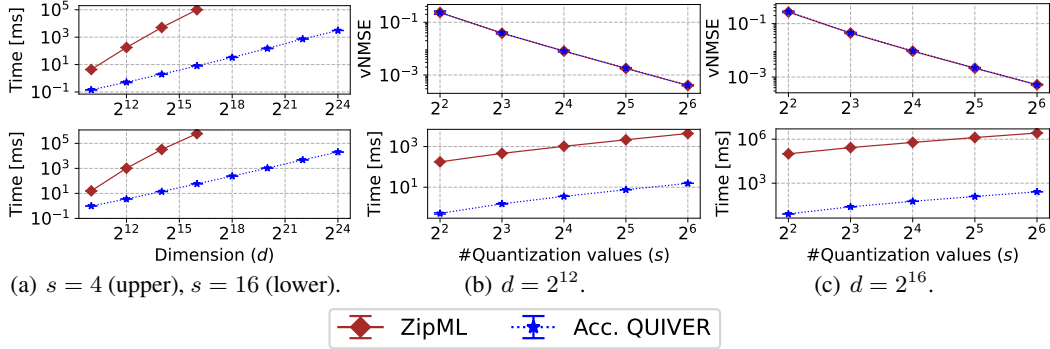 Time [ms]
10^5
10^3
10^1
10^{-1}
2^{12} 2^{15} 2^{18} 2^{21} 2^{24}
Time [ms]
10^5
10^3
10^1
10^{-1}
2^{12} 2^{15} 2^{18} 2^{21} 2^{24}
Dimension (d)
(a) s = 4 (upper), s = 16 (lower).
vNMSE
10^{-1}
10^{-3}
2^2 2^3 2^4 2^5 2^6
Time [ms]
10^3
10^1
2^2 2^3 2^4 2^5 2^6
#Quantization values (s)
(b) d = 2^{12}.
vNMSE
10^{-1}
10^{-3}
2^2 2^3 2^4 2^5 2^6
Time [ms]
10^6
10^3
2^2 2^3 2^4 2^5 2^6
#Quantization values (s)
(c) d = 2^{16}.
ZipML Acc. QUIVER